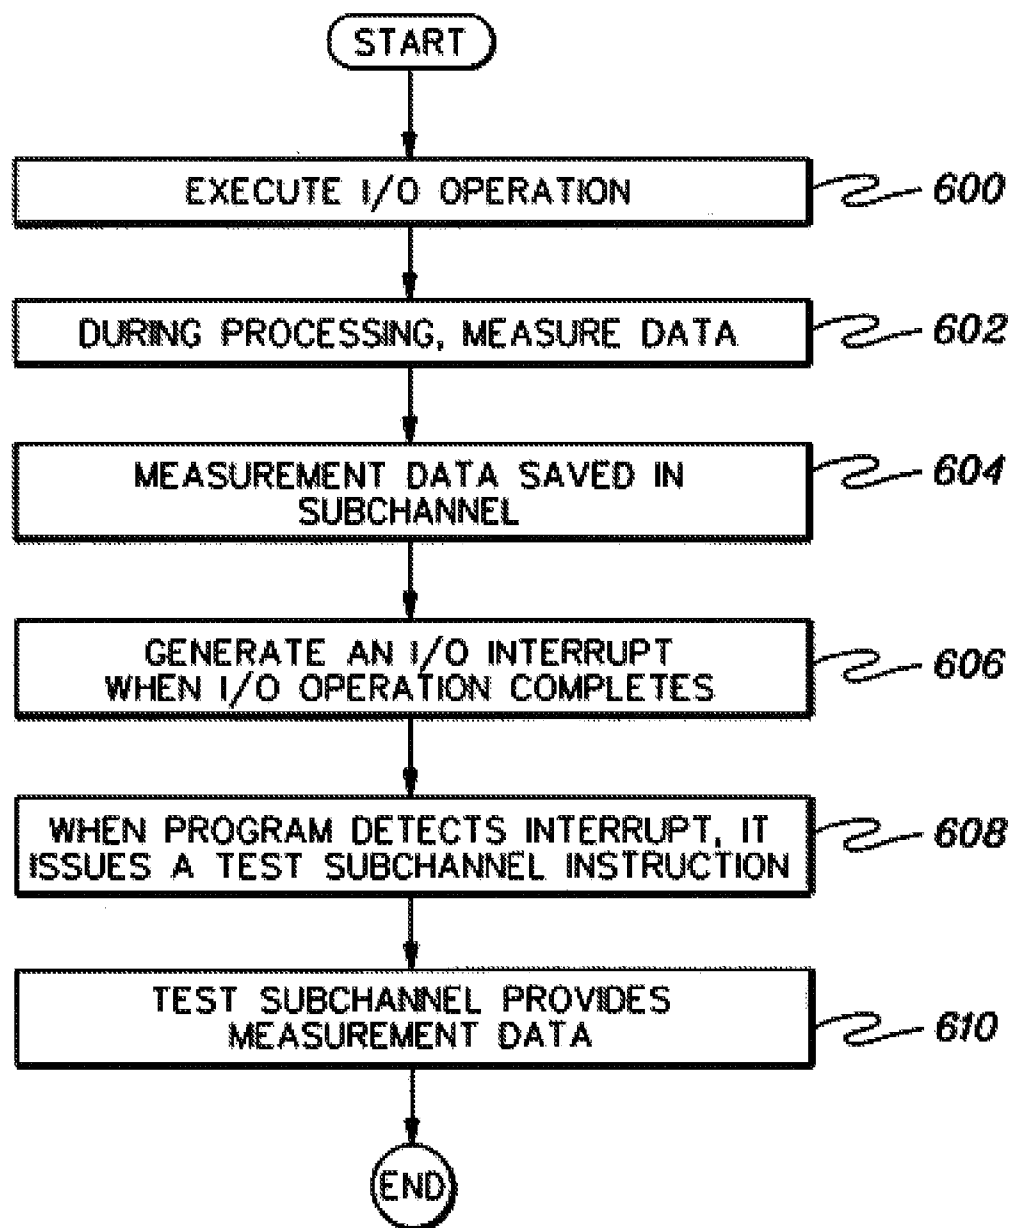 START
EXECUTE I/O OPERATION
600
DURING PROCESSING, MEASURE DATA
602
MEASUREMENT DATA SAVED IN
SUBCHANNEL
604
GENERATE AN I/O INTERRUPT
WHEN I/O OPERATION COMPLETES
606
WHEN PROGRAM DETECTS INTERRUPT, IT
ISSUES A TEST SUBCHANNEL INSTRUCTION
608
TEST SUBCHANNEL PROVIDES
MEASUREMENT DATA
610
END